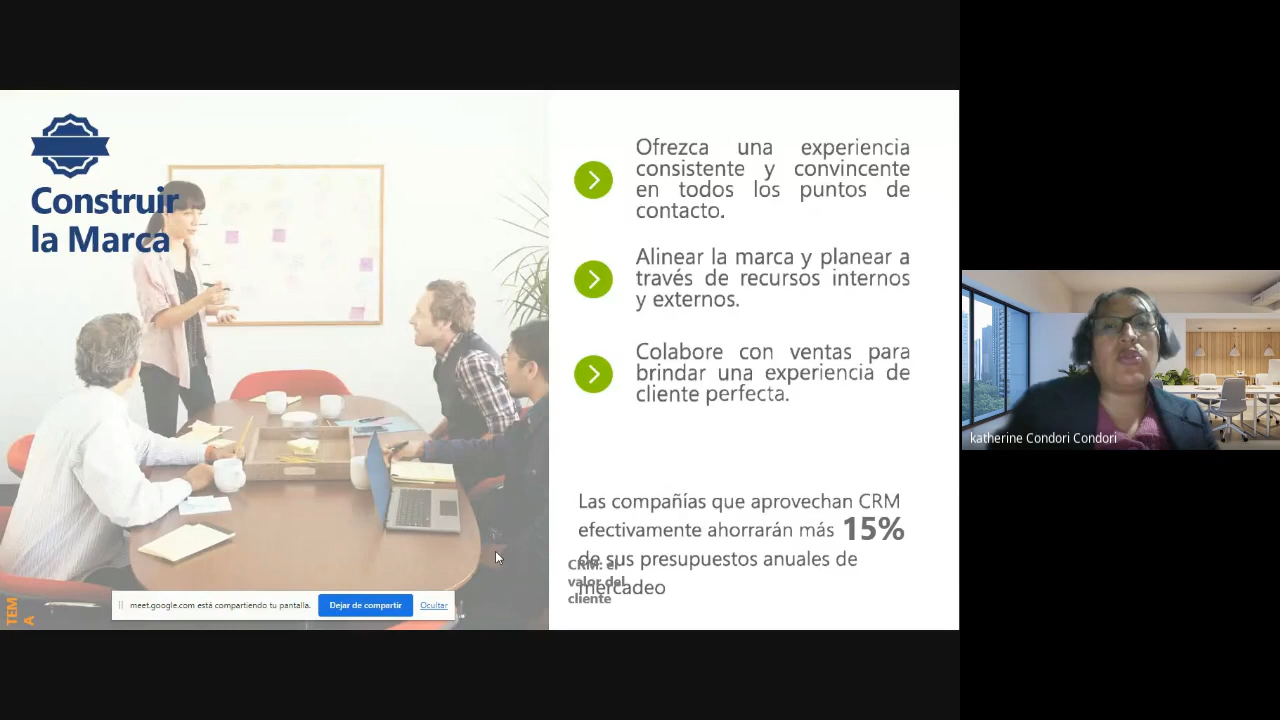 Construir
la Marca
Ofrezca una experiencia
consistente y convincente
en todos los puntos de
contacto.
Alinear la marca y planear a
través de recursos internos
y externos.
Colabore con ventas para
brindar una experiencia de
cliente perfecta.
Las compañías que aprovechan CRM
efectivamente ahorrarán más 15%
de sus presupuestos anuales de
mercadeo
CRM: el
valor del
cliente
TEM
A
meet.google.com está compartiendo tu pantalla.
Dejar de compartir
Ocultar
katherine Condori Condori